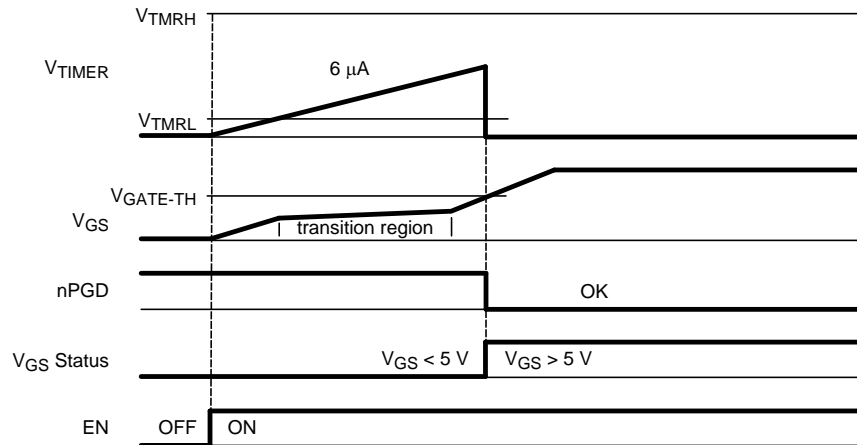 VTMRH
VTIMER
6 μA
VTMRL
VGATE-TH
VGS
transition region
nPGD
OK
VGS Status
VGS < 5 V
VGS > 5 V
EN
OFF
ON